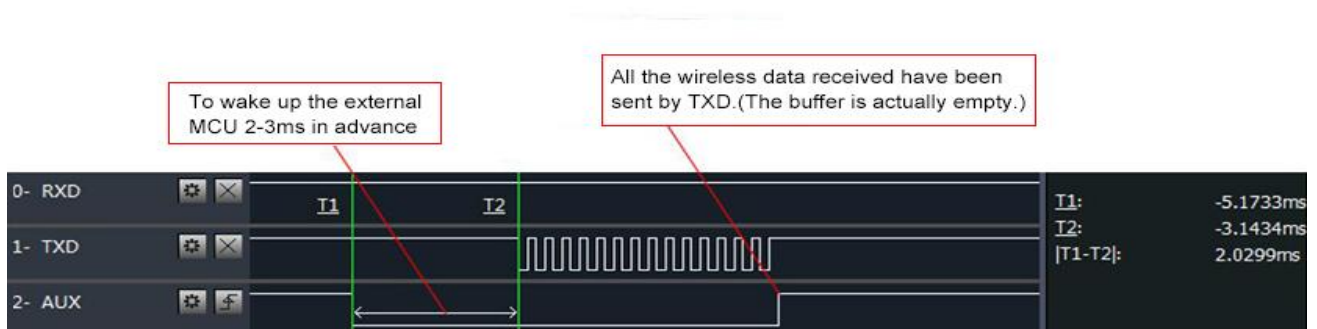 All the wireless data received have been
sent by TXD.(The buffer is actually empty.)
To wake up the external
MCU 2-3ms in advance
0- RXD
T1
T2
1- TXD
2- AUX
T1: -5.1733ms
T2: -3.1434ms
|T1-T2|: 2.0299ms